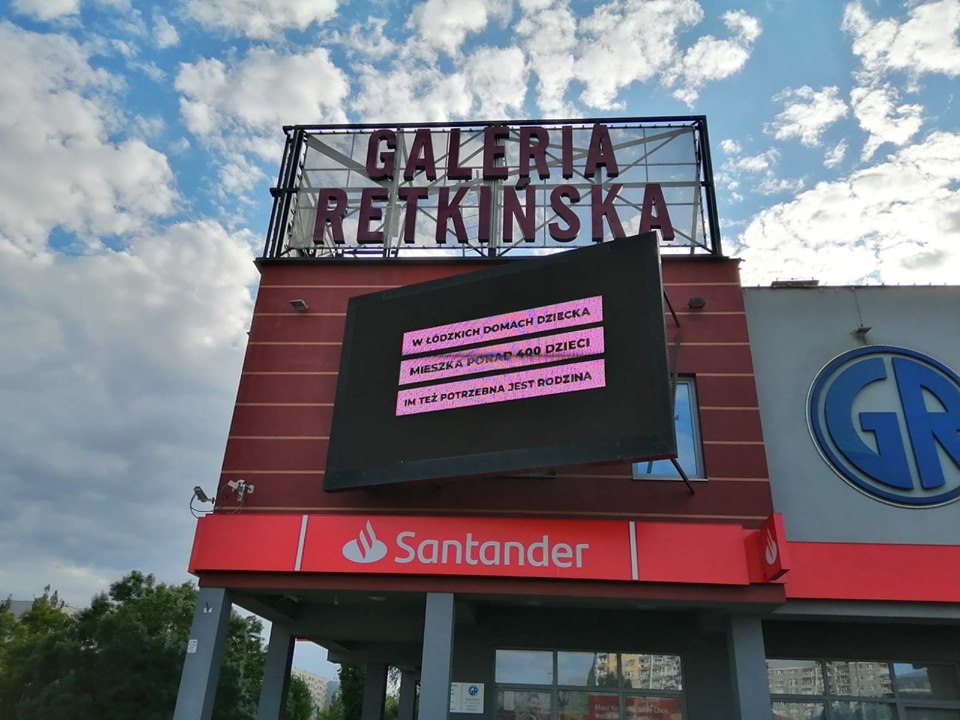 GALERIA
RETKIŃSKA
W ŁÓDZKICH DOMACH DZIECKA
MIESZKA PONAD 400 DZIECI
IM TEŻ POTRZEBNA JEST RODZINA
GR
Santander